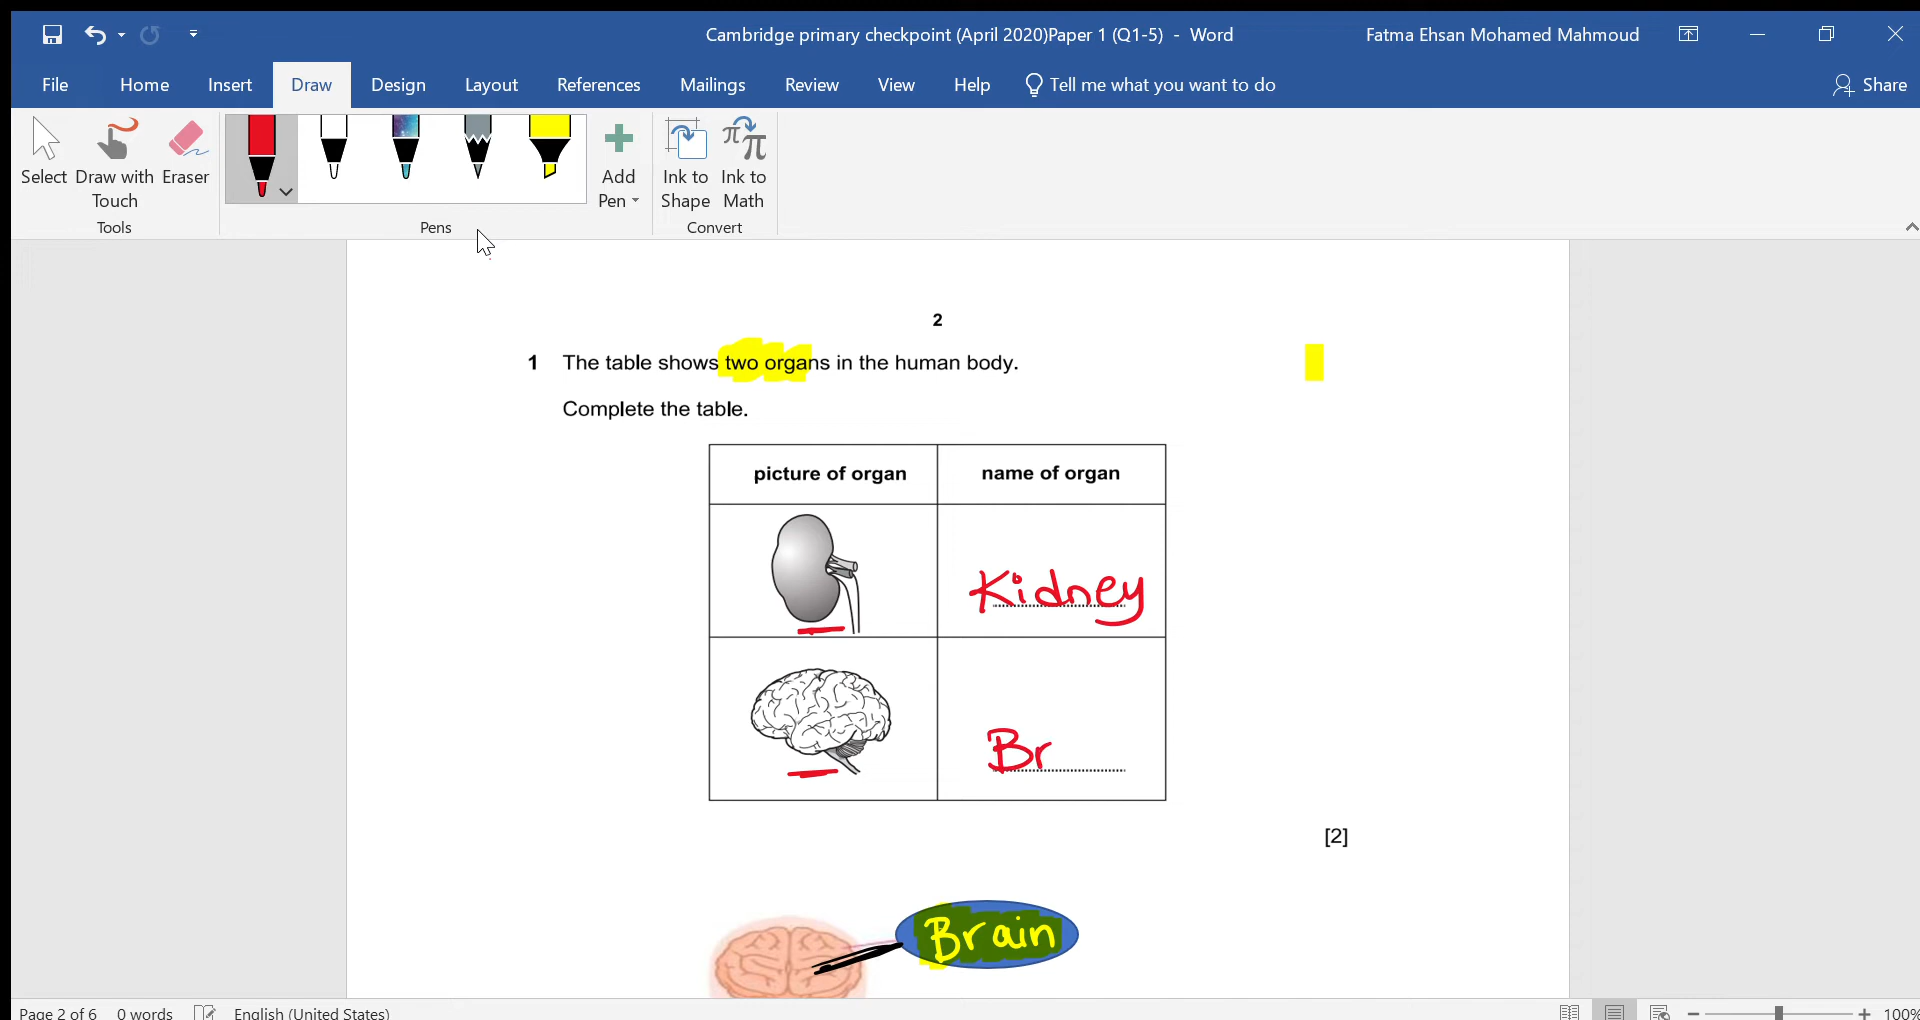 Cambridge primary checkpoint (April 2020)Paper 1 (Q1-5) - Word
Fatma Ehsan Mohamed Mahmoud
File Home Insert Draw Design Layout References Mailings Review View Help Tell me what you want to do Share
Select
Draw with Touch
Eraser
Tools
Pens
Add Pen
Ink to Shape
Ink to Math
Convert
2
1 The table shows two organs in the human body.
Complete the table.
picture of organ name of organ
Kidney
Br
[2]
Brain
Page 2 of 6 0 words English (United States) 100%